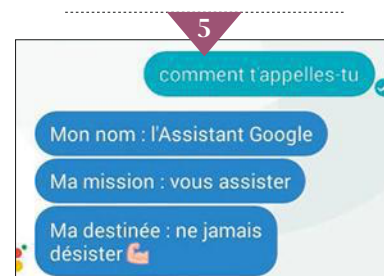 5
comment t'appelles-tu
Mon nom : l'Assistant Google
Ma mission : vous assister
Ma destinée : ne jamais
désister 💪